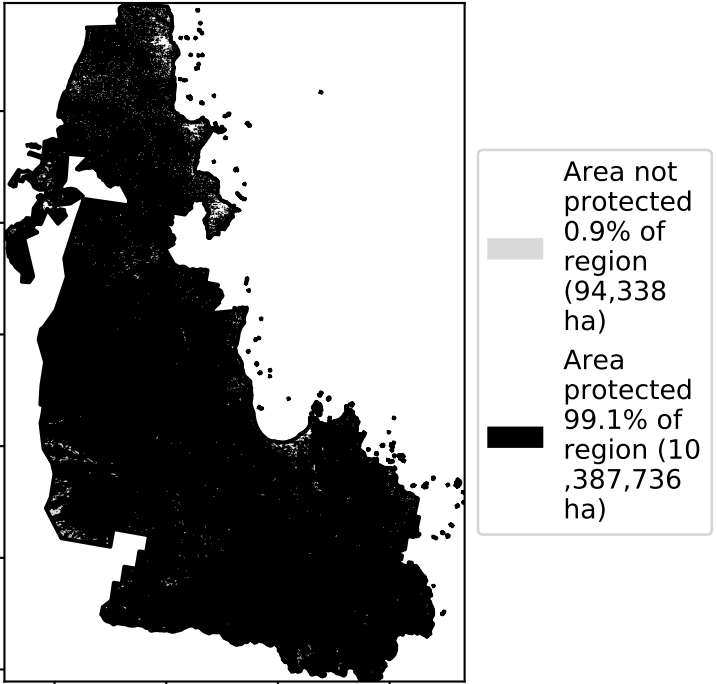 Area not
protected
0.9% of
region
(94,338
ha)
Area
protected
99.1% of
region (10
,387,736
ha)